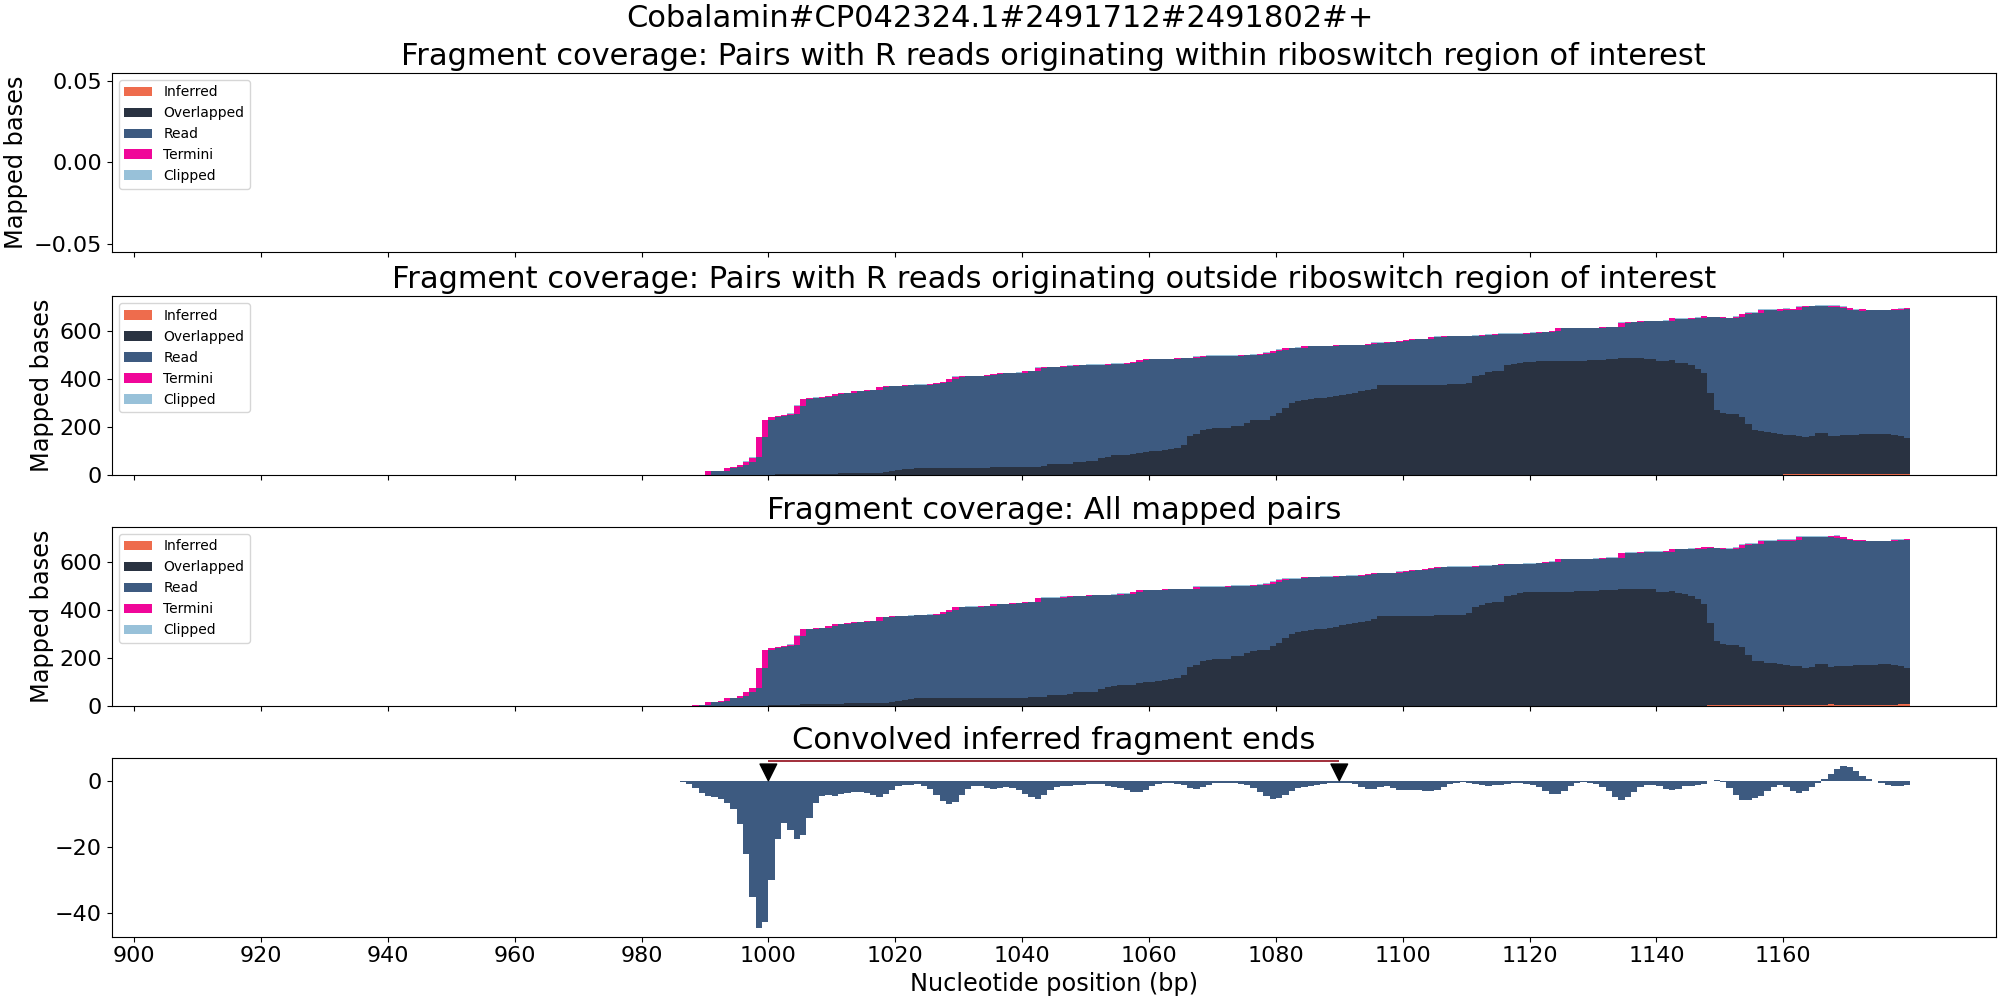 Cobalamin#CP042324.1#2491712#2491802#+
Fragment coverage: Pairs with R reads originating within riboswitch region of interest
Mapped bases
0.05
0.00
−0.05
Inferred
Overlapped
Read
Termini
Clipped
Fragment coverage: Pairs with R reads originating outside riboswitch region of interest
Mapped bases
600
400
200
0
Inferred
Overlapped
Read
Termini
Clipped
Fragment coverage: All mapped pairs
Mapped bases
600
400
200
0
Inferred
Overlapped
Read
Termini
Clipped
Convolved inferred fragment ends
0
−20
−40
900 920 940 960 980 1000 1020 1040 1060 1080 1100 1120 1140 1160
Nucleotide position (bp)